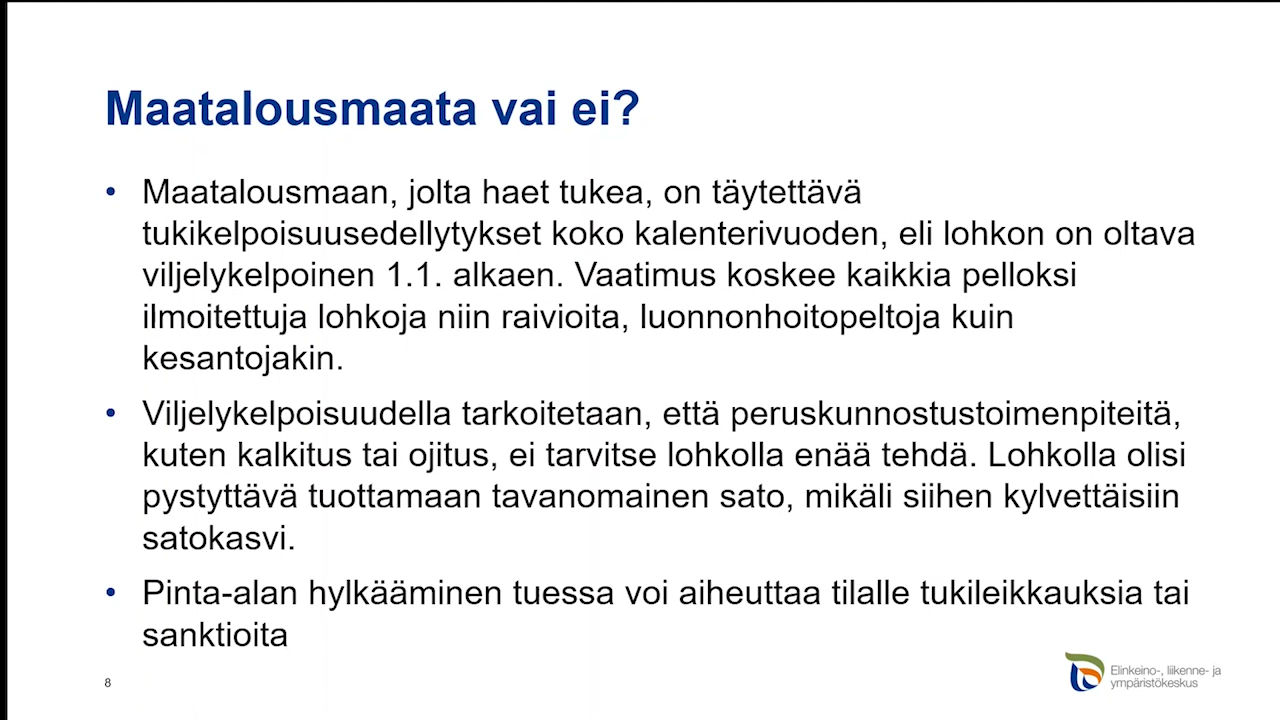 Maatalousmaata vai ei?
• Maatalousmaan, jolta haet tukea, on täytettävä
tukikelpoisuusedellytykset koko kalenterivuoden, eli lohkon on oltava
viljelykelpoinen 1.1. alkaen. Vaatimus koskee kaikkia pelloksi
ilmoitettuja lohkoja niin raivioita, luonnonhoitopeltoja kuin
kesantojakin.
• Viljelykelpoisuudella tarkoitetaan, että peruskunnostustoimenpiteitä,
kuten kalkitus tai ojitus, ei tarvitse lohkolla enää tehdä. Lohkolla olisi
pystyttävä tuottamaan tavanomainen sato, mikäli siihen kylvettäisiin
satokasvi.
• Pinta-alan hylkääminen tuessa voi aiheuttaa tilalle tukileikkauksia tai
sanktioita
8
Elinkeino-, liikenne- ja
ympäristökeskus